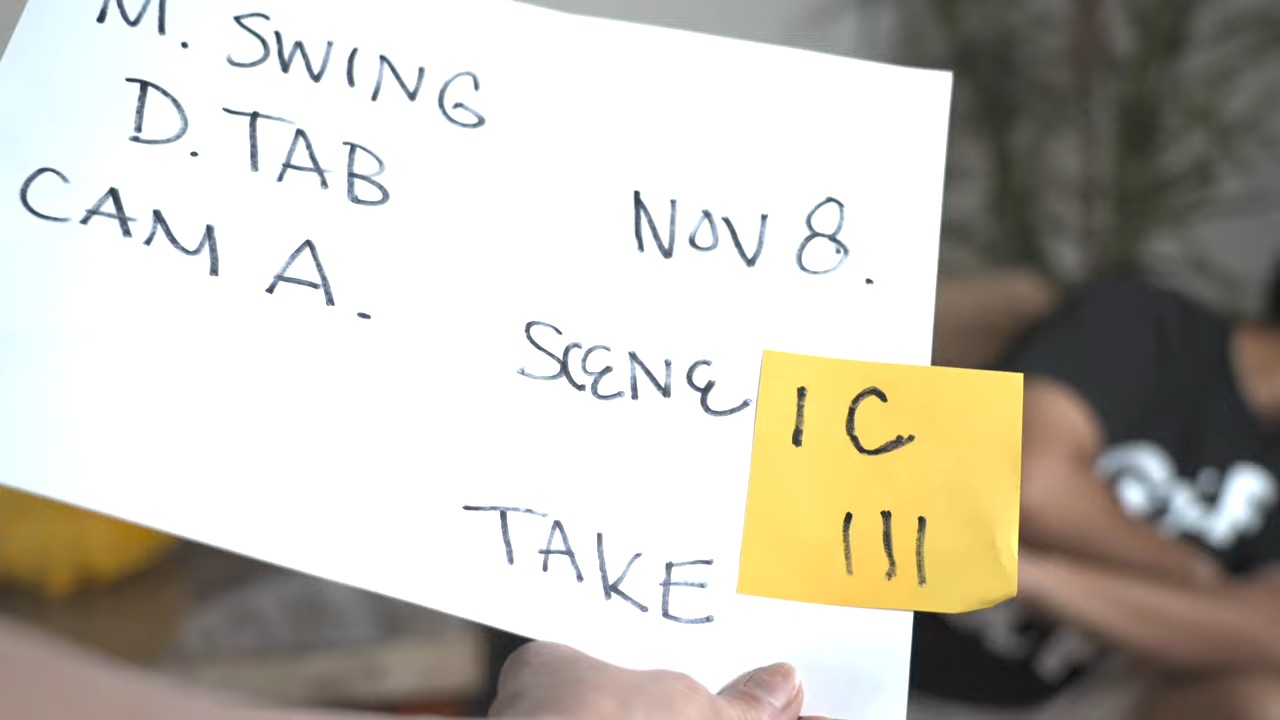 M. SWING
D. TAB
CAM A.
NOV 8.
SCENE 1C
TAKE III